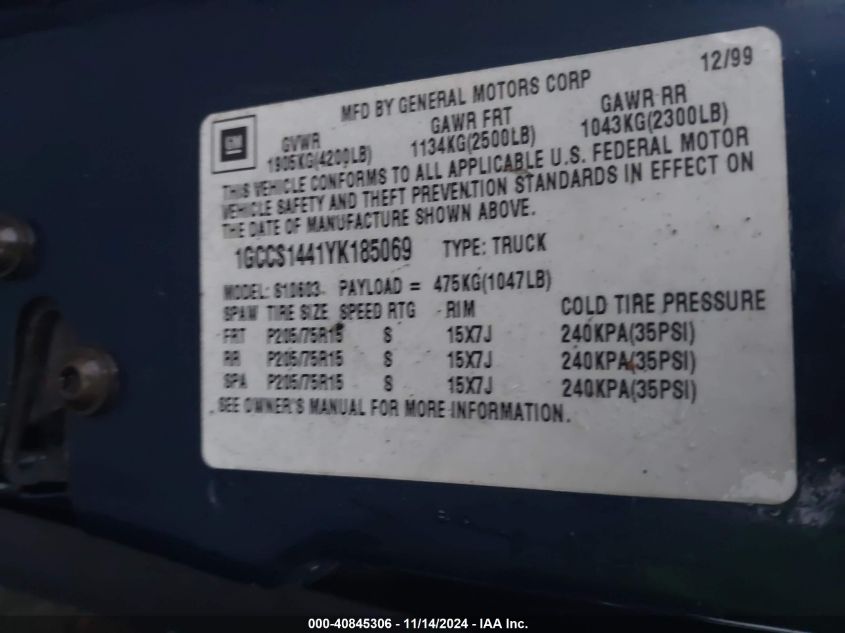 12/99
MFD BY GENERAL MOTORS CORP
GM
GVWR GAWR FRT GAWR RR
1905KG(4200LB) 1134KG(2500LB) 1043KG(2300LB)
THIS VEHICLE CONFORMS TO ALL APPLICABLE U.S. FEDERAL MOTOR
VEHICLE SAFETY AND THEFT PREVENTION STANDARDS IN EFFECT ON
THE DATE OF MANUFACTURE SHOWN ABOVE.
1GCCS1441YK185069 TYPE: TRUCK
MODEL: S10603 PAYLOAD = 475KG(1047LB)
TIRE SIZE SPEED RTG RIM COLD TIRE PRESSURE
FRT P205/75R15 S 15X7J 240KPA(35PSI)
RR P205/75R15 S 15X7J 240KPA(35PSI)
SPA P205/75R15 S 15X7J 240KPA(35PSI)
SEE OWNER'S MANUAL FOR MORE INFORMATION.
000-40845306 - 11/14/2024 - IAA Inc.